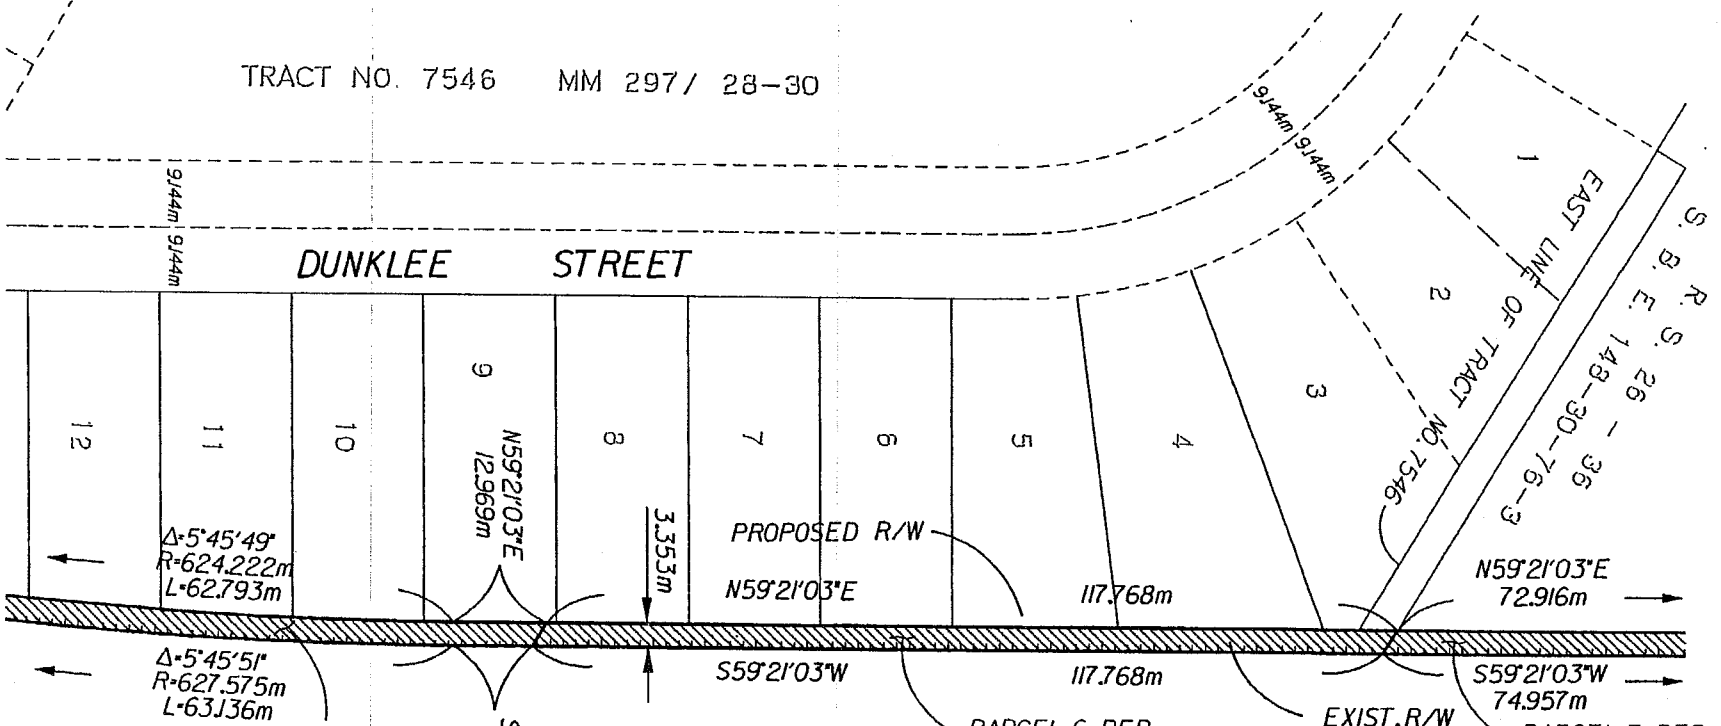 TRACT NO. 7546 MM 297/ 28-30
9.144m 9.144m
9.144m 9.144m
DUNKLEE STREET
1
2
3
4
5
6
7
8
9
10
11
12
EAST LINE OF TRACT NO. 7546
S. B. R. S. 26 - 36
S. B. E. 148-30-76-3
N59°21'03"E
12.969m
3.353m
PROPOSED R/W
Δ=5°45'49"
R=624.222m
L=62.793m
N59°21'03"E 117.768m
N59°21'03"E
72.916m
Δ=5°45'51"
R=627.575m
L=63.136m
S59°21'03"W 117.768m
S59°21'03"W
74.957m
EXIST. R/W